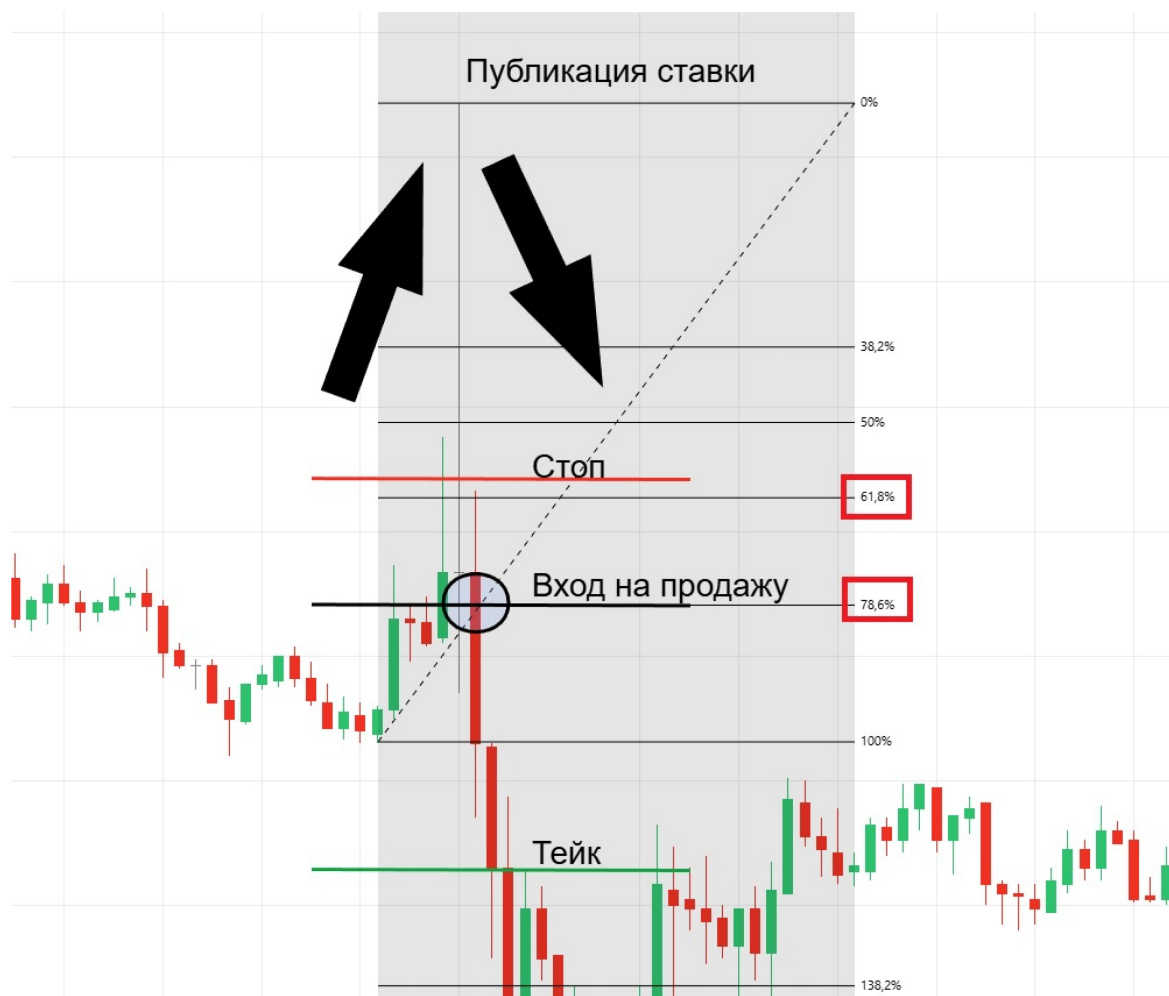 Публикация ставки
0%
38,2%
50%
Стоп
61,8%
Вход на продажу
78,6%
100%
Тейк
138,2%